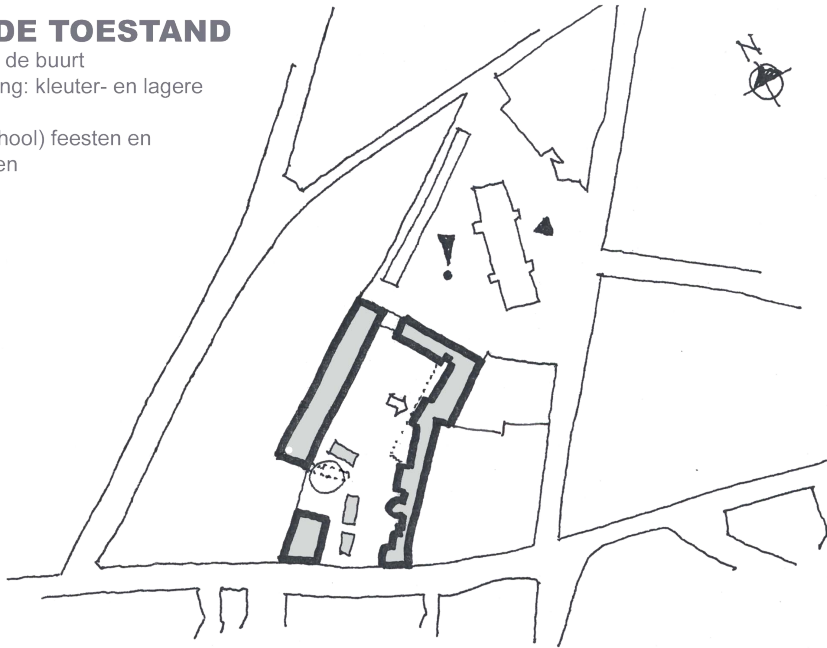 DE TOESTAND
de buurt
ng: kleuter- en lagere
hool) feesten en
en
N
!